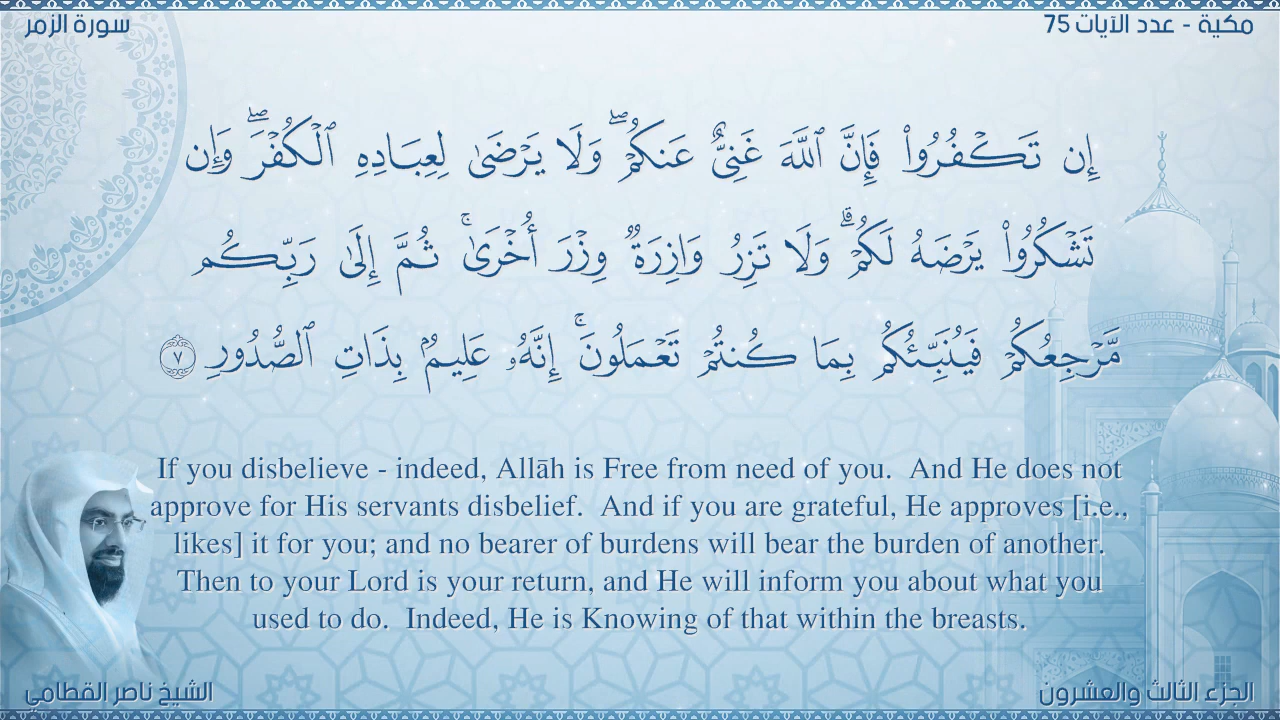 مكية - عدد الآيات 75
سورة الزمر
إِن تَكْفُرُوا۟ فَإِنَّ ٱللَّهَ غَنِىٌّ عَنكُمْ ۖ وَلَا يَرْضَىٰ لِعِبَادِهِ ٱلْكُفْرَ ۖ وَإِن
تَشْكُرُوا۟ يَرْضَهُ لَكُمْ ۗ وَلَا تَزِرُ وَازِرَةٌ وِزْرَ أُخْرَىٰ ۚ ثُمَّ إِلَىٰ رَبِّكُم
مَّرْجِعُكُمْ فَيُنَبِّئُكُم بِمَا كُنتُمْ تَعْمَلُونَ ۚ إِنَّهُۥ عَلِيمٌۢ بِذَاتِ ٱلصُّدُورِ ٧
If you disbelieve - indeed, Allāh is Free from need of you.  And He does not
approve for His servants disbelief.  And if you are grateful, He approves [i.e.,
likes] it for you; and no bearer of burdens will bear the burden of another.
Then to your Lord is your return, and He will inform you about what you
used to do.  Indeed, He is Knowing of that within the breasts.
الجزء الثالث والعشرون
الشيخ ناصر القطامي